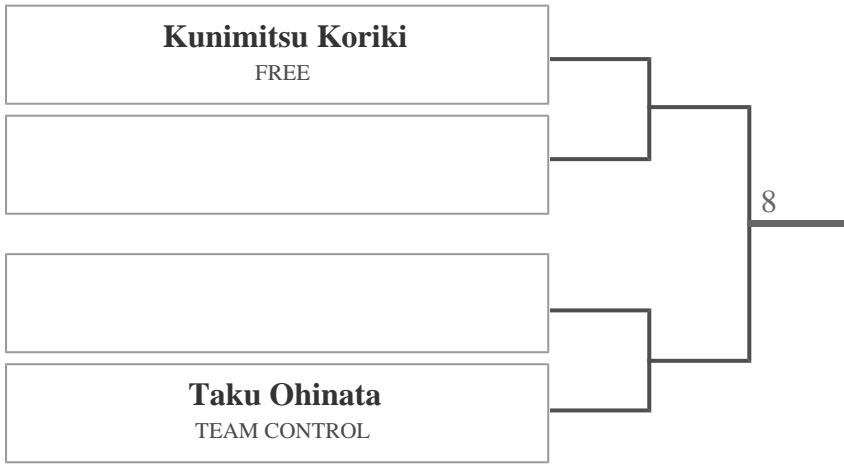 Kunimitsu Koriki
FREE
8
Taku Ohinata
TEAM CONTROL